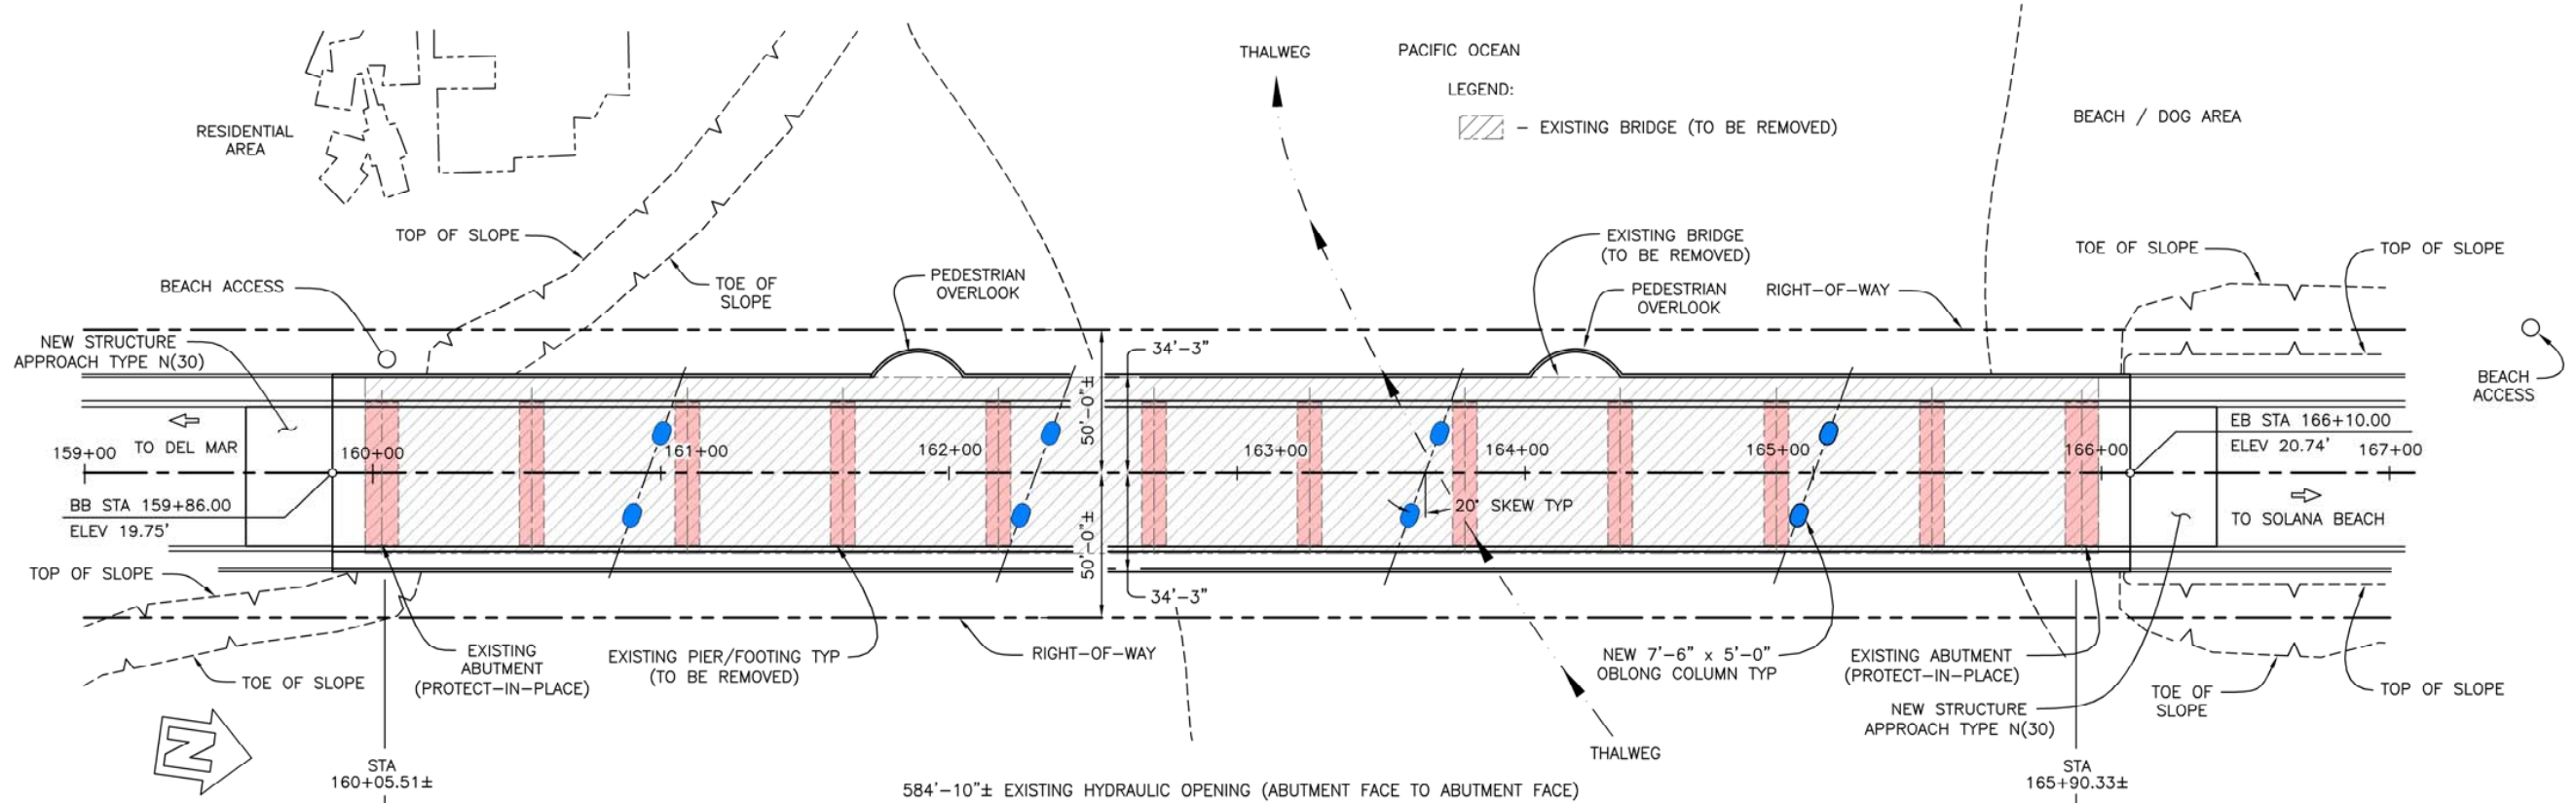 THALWEG
PACIFIC OCEAN
LEGEND:
– EXISTING BRIDGE (TO BE REMOVED)
BEACH / DOG AREA
RESIDENTIAL
AREA
TOP OF SLOPE
BEACH ACCESS
TOE OF
SLOPE
PEDESTRIAN
OVERLOOK
EXISTING BRIDGE
(TO BE REMOVED)
PEDESTRIAN
OVERLOOK
RIGHT–OF–WAY
TOE OF SLOPE
TOP OF SLOPE
NEW STRUCTURE
APPROACH TYPE N(30)
34'–3"
50'–0"±
BEACH
ACCESS
TO DEL MAR
159+00
160+00
161+00
162+00
163+00
164+00
165+00
166+00
167+00
EB STA 166+10.00
ELEV 20.74'
BB STA 159+86.00
ELEV 19.75'
20° SKEW TYP
TO SOLANA BEACH
50'–0"±
34'–3"
TOP OF SLOPE
TOE OF SLOPE
EXISTING
ABUTMENT
(PROTECT–IN–PLACE)
EXISTING PIER/FOOTING TYP
(TO BE REMOVED)
RIGHT–OF–WAY
NEW 7'–6" x 5'–0"
OBLONG COLUMN TYP
EXISTING ABUTMENT
(PROTECT–IN–PLACE)
NEW STRUCTURE
APPROACH TYPE N(30)
TOE OF
SLOPE
TOP OF SLOPE
N
THALWEG
STA
160+05.51±
584'–10"± EXISTING HYDRAULIC OPENING (ABUTMENT FACE TO ABUTMENT FACE)
STA
165+90.33±